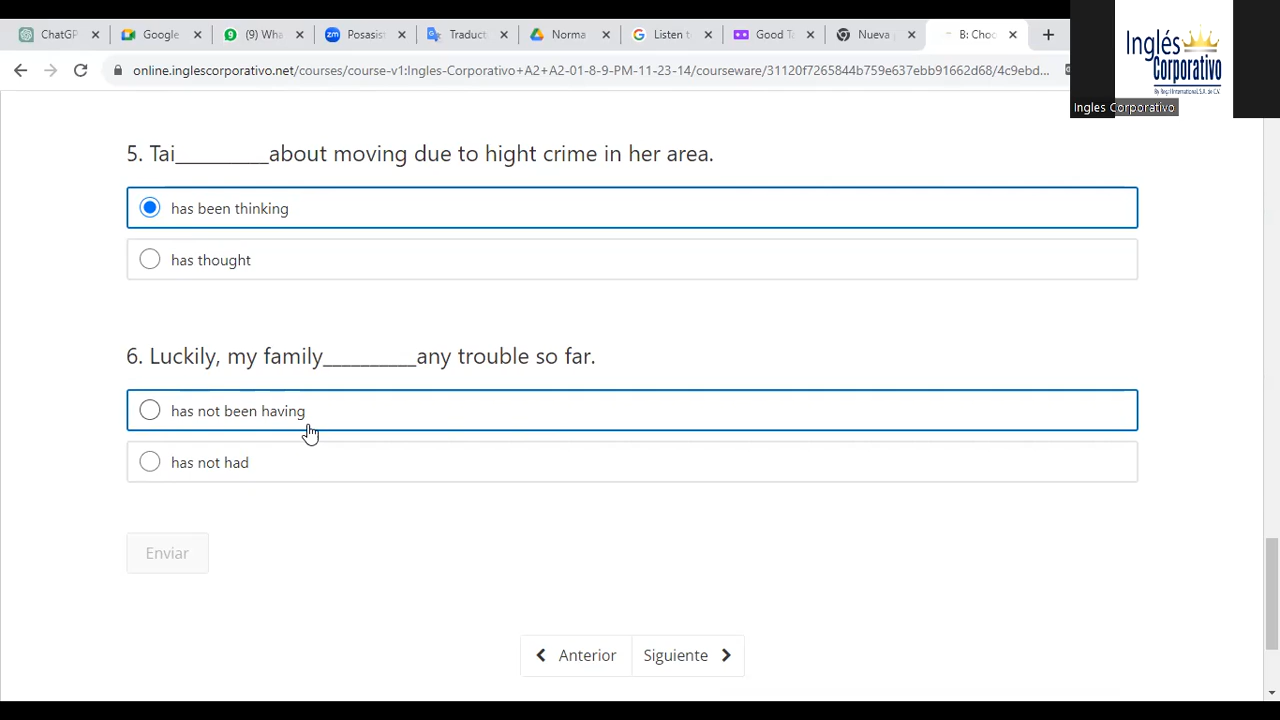 ChatGP
Google
(9) Wha
Posasis
Traduct
Norma
Listen t
Good T
Nueva
B: Choo
online.inglescorporativo.net/courses/course-v1:Ingles-Corporativo+A2+A2-01-8-9-PM-11-23-14/courseware/31120f7265844b759e637ebb91662d68/4c9ebd...
Inglés
Corporativo
Ingles Corporativo
5. Tai__________about moving due to hight crime in her area.
has been thinking
has thought
6. Luckily, my family__________any trouble so far.
has not been having
has not had
Enviar
Anterior
Siguiente